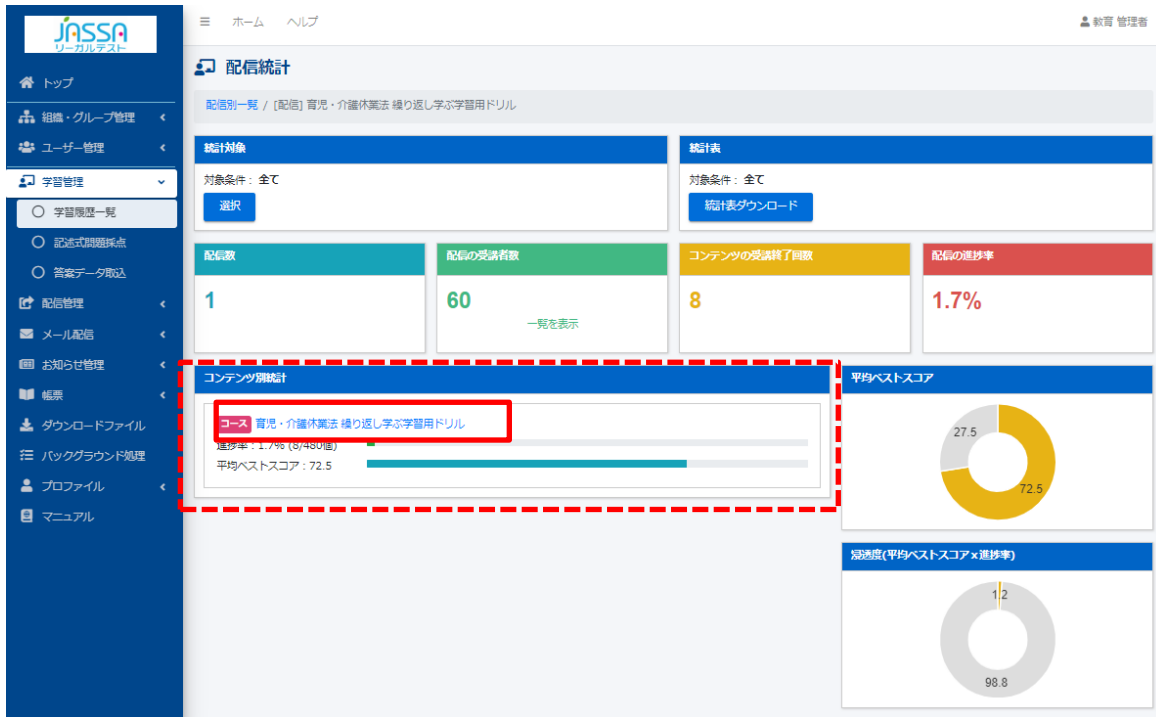 JASSA
リーガルテスト
ホーム ヘルプ
教育 管理者
トップ
組織・グループ管理
ユーザー管理
学習管理
学習履歴一覧
記述式問題採点
答案データ取込
配信管理
メール配信
お知らせ管理
帳票
ダウンロードファイル
バックグラウンド処理
プロファイル
マニュアル
配信統計
配信別一覧 / [配信] 育児・介護休業法 繰り返し学ぶ学習用ドリル
統計対象
対象条件: 全て
選択
統計表
対象条件: 全て
統計表ダウンロード
配信数
1
配信の受講者数
60
一覧を表示
コンテンツの受講終了回数
8
配信の進捗率
1.7%
コンテンツ別統計
コース 育児・介護休業法 繰り返し学ぶ学習用ドリル
進捗率:1.7% (8/480個)
平均ベストスコア:72.5
平均ベストスコア
27.5
72.5
浸透度(平均ベストスコア x 進捗率)
1.2
98.8